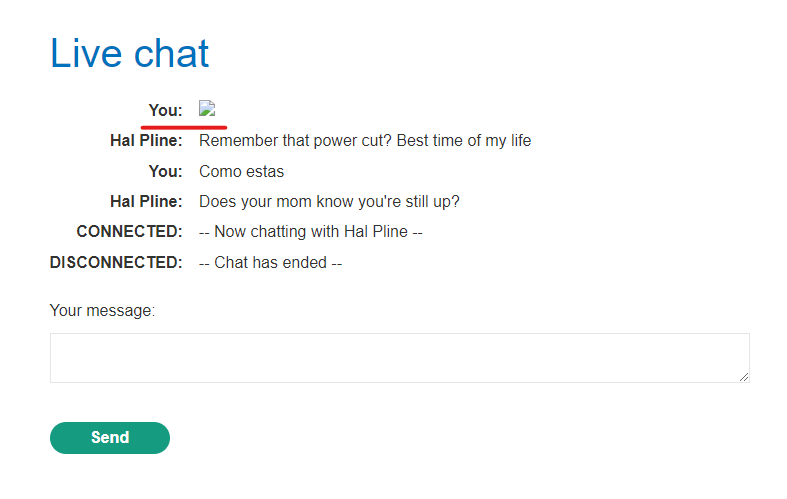 Live chat
You:
Hal Pline: Remember that power cut? Best time of my life
You: Como estas
Hal Pline: Does your mom know you're still up?
CONNECTED: -- Now chatting with Hal Pline --
DISCONNECTED: -- Chat has ended --
Your message:
Send